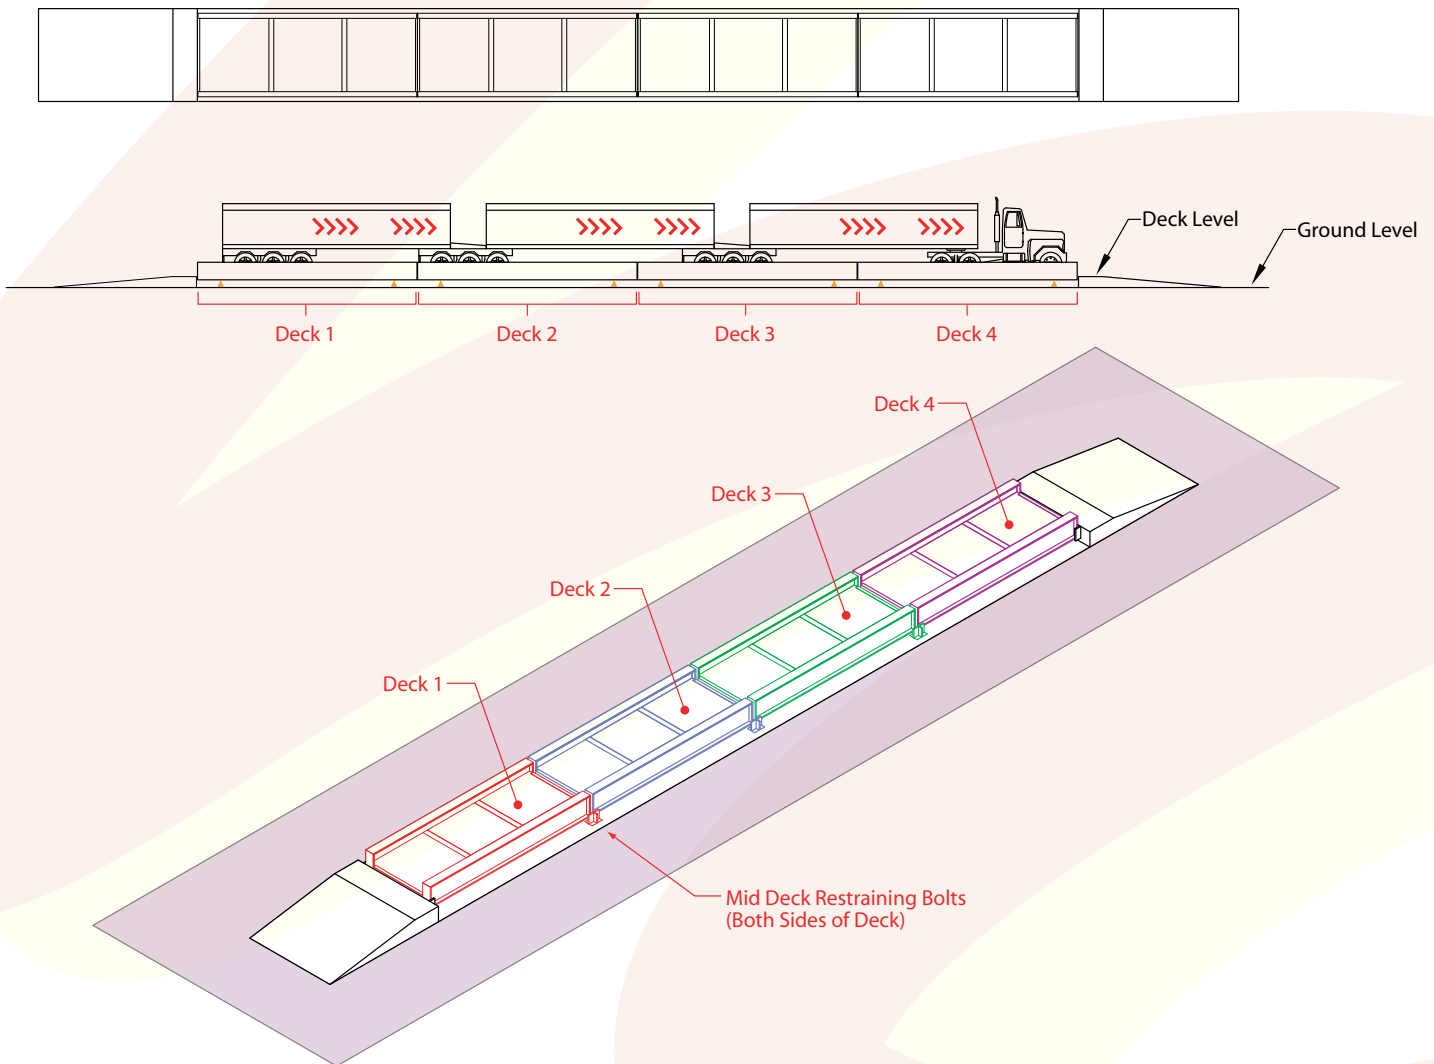 Deck Level
Ground Level
Deck 1
Deck 2
Deck 3
Deck 4
Deck 4
Deck 3
Deck 2
Deck 1
Mid Deck Restraining Bolts
(Both Sides of Deck)